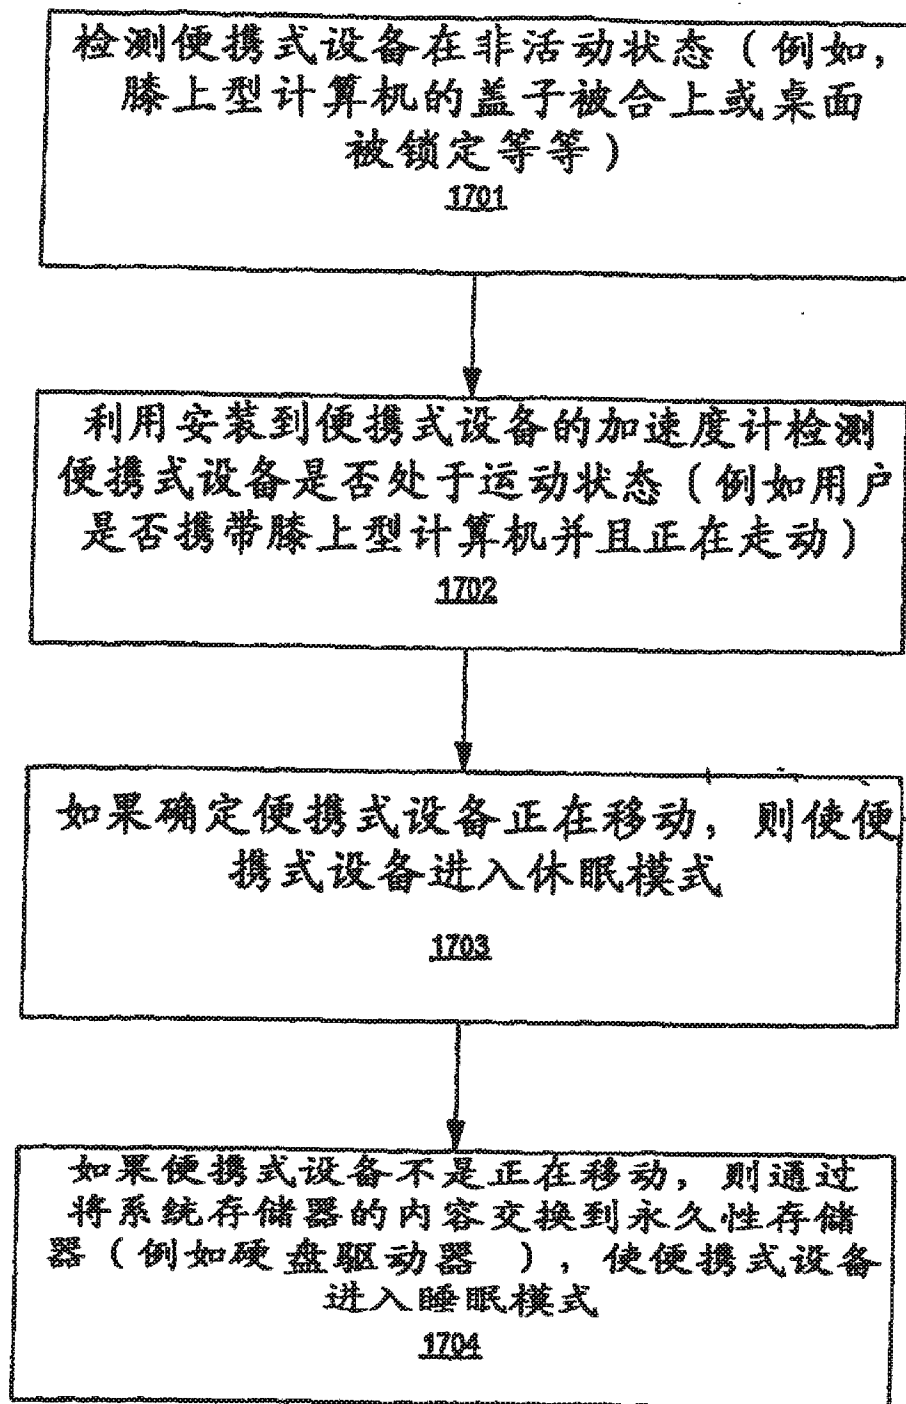 检测便携式设备在非活动状态（例如，
膝上型计算机的盖子被合上或桌面
被锁定等等）
1701
利用安装到便携式设备的加速度计检测
便携式设备是否处于运动状态（例如用户
是否携带膝上型计算机并且正在走动）
1702
如果确定便携式设备正在移动，则使便
携式设备进入休眠模式
1703
如果便携式设备不是正在移动，则通过
将系统存储器的内容交换到永久性存储
器（例如硬盘驱动器 ），使便携式设备
进入睡眠模式
1704